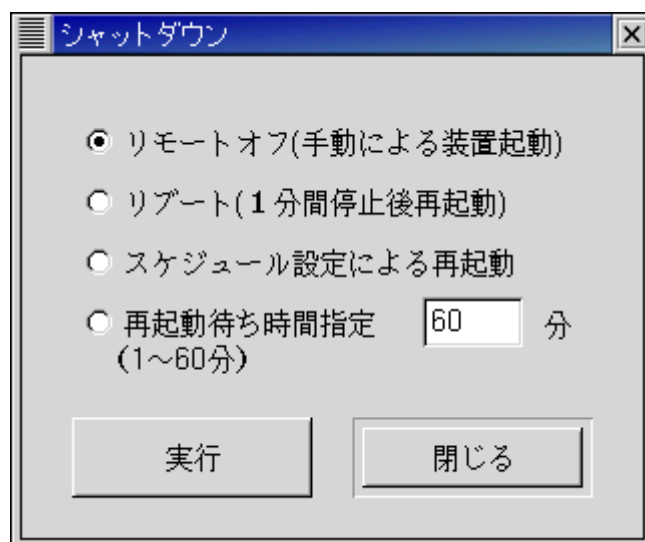 シャットダウン
リモートオフ(手動による装置起動)
リブート(1分間停止後再起動)
スケジュール設定による再起動
再起動待ち時間指定 60 分
(1～60分)
実行 閉じる